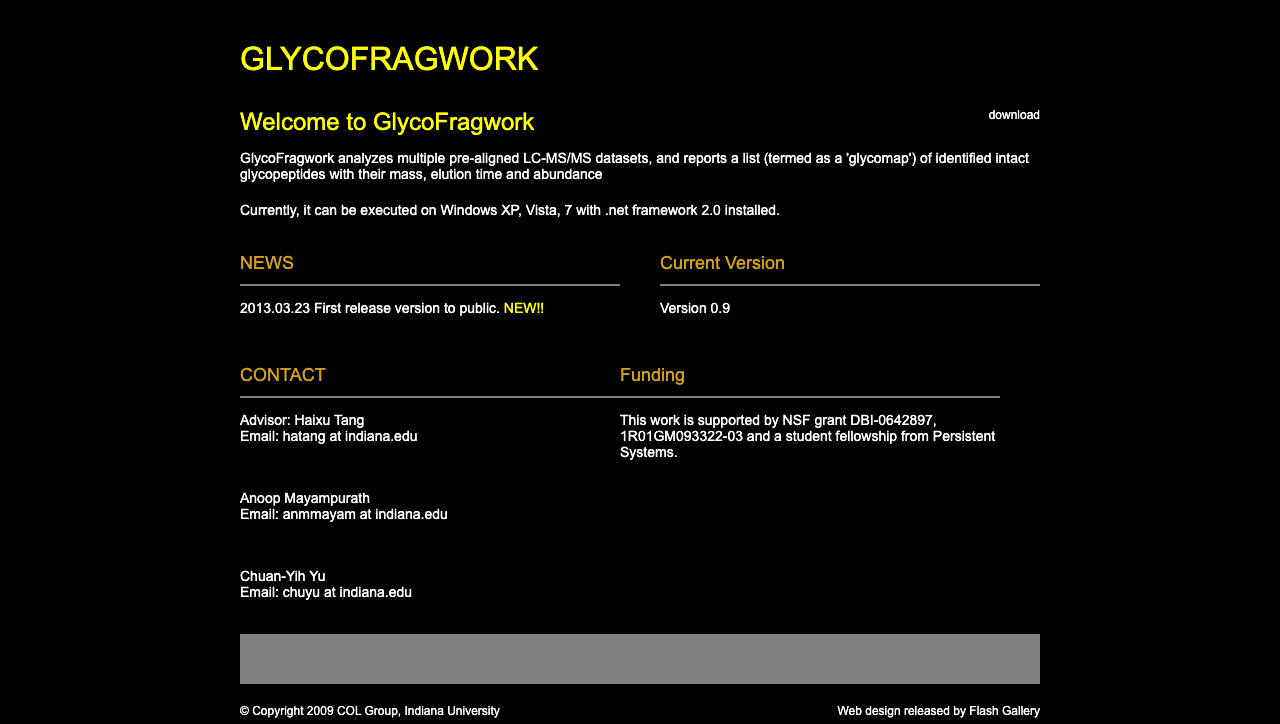 GLYCOFRAGWORK
Welcome to GlycoFragwork
download
GlycoFragwork analyzes multiple pre-aligned LC-MS/MS datasets, and reports a list (termed as a 'glycomap') of identified intact
glycopeptides with their mass, elution time and abundance
Currently, it can be executed on Windows XP, Vista, 7 with .net framework 2.0 installed.
NEWS
2013.03.23 First release version to public. NEW!!
Current Version
Version 0.9
CONTACT
Advisor: Haixu Tang
Email: hatang at indiana.edu
Anoop Mayampurath
Email: anmmayam at indiana.edu
Chuan-Yih Yu
Email: chuyu at indiana.edu
Funding
This work is supported by NSF grant DBI-0642897,
1R01GM093322-03 and a student fellowship from Persistent
Systems.
© Copyright 2009 COL Group, Indiana University
Web design released by Flash Gallery